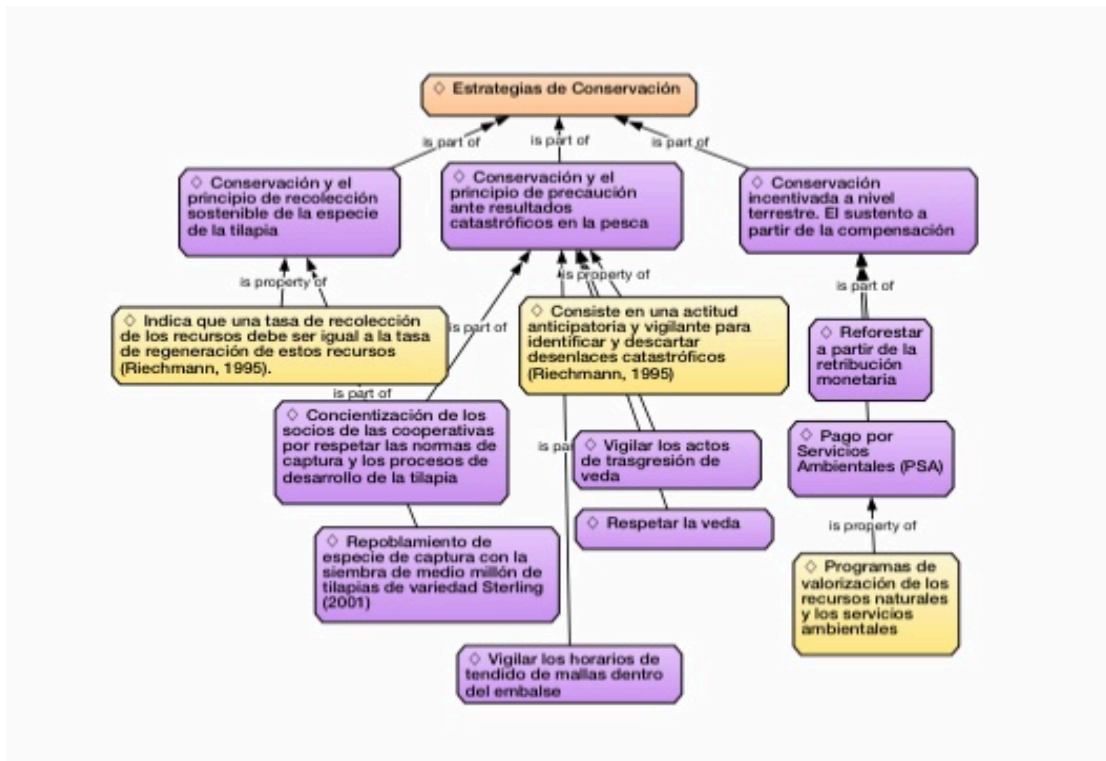 ◇ Estrategias de Conservación
is part of
is part of
is part of
◇ Conservación y el
principio de recolección
sostenible de la especie
de la tilapia
◇ Conservación y el
principio de precaución
ante resultados
catastróficos en la pesca
◇ Conservación
incentivada a nivel
terrestre. El sustento a
partir de la compensación
is property of
is property of
is part of
◇ Indica que una tasa de recolección
de los recursos debe ser igual a la tasa
de regeneración de estos recursos
(Riechmann, 1995).
is part of
◇ Consiste en una actitud
anticipatoria y vigilante para
identificar y descartar
desenlaces catastróficos
(Riechmann, 1995)
◇ Reforestar
a partir de la
retribución
monetaria
is part of
◇ Concientización de los
socios de las cooperativas
por respetar las normas de
captura y los procesos de
desarrollo de la tilapia
is pa
◇ Vigilar los actos
de trasgresión de
veda
◇ Pago por
Servicios
Ambientales (PSA)
◇ Respetar la veda
is property of
◇ Repoblamiento de
especie de captura con la
siembra de medio millón de
tilapias de variedad Sterling
(2001)
◇ Programas de
valorización de los
recursos naturales
y los servicios
ambientales
◇ Vigilar los horarios de
tendido de mallas dentro
del embalse